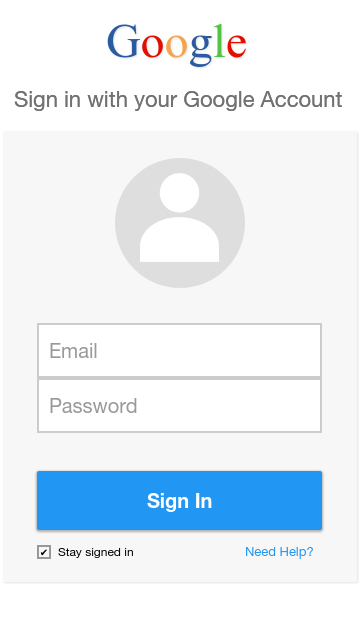 Google
Sign in with your Google Account
Email
Password
Sign In
Stay signed in Need Help?